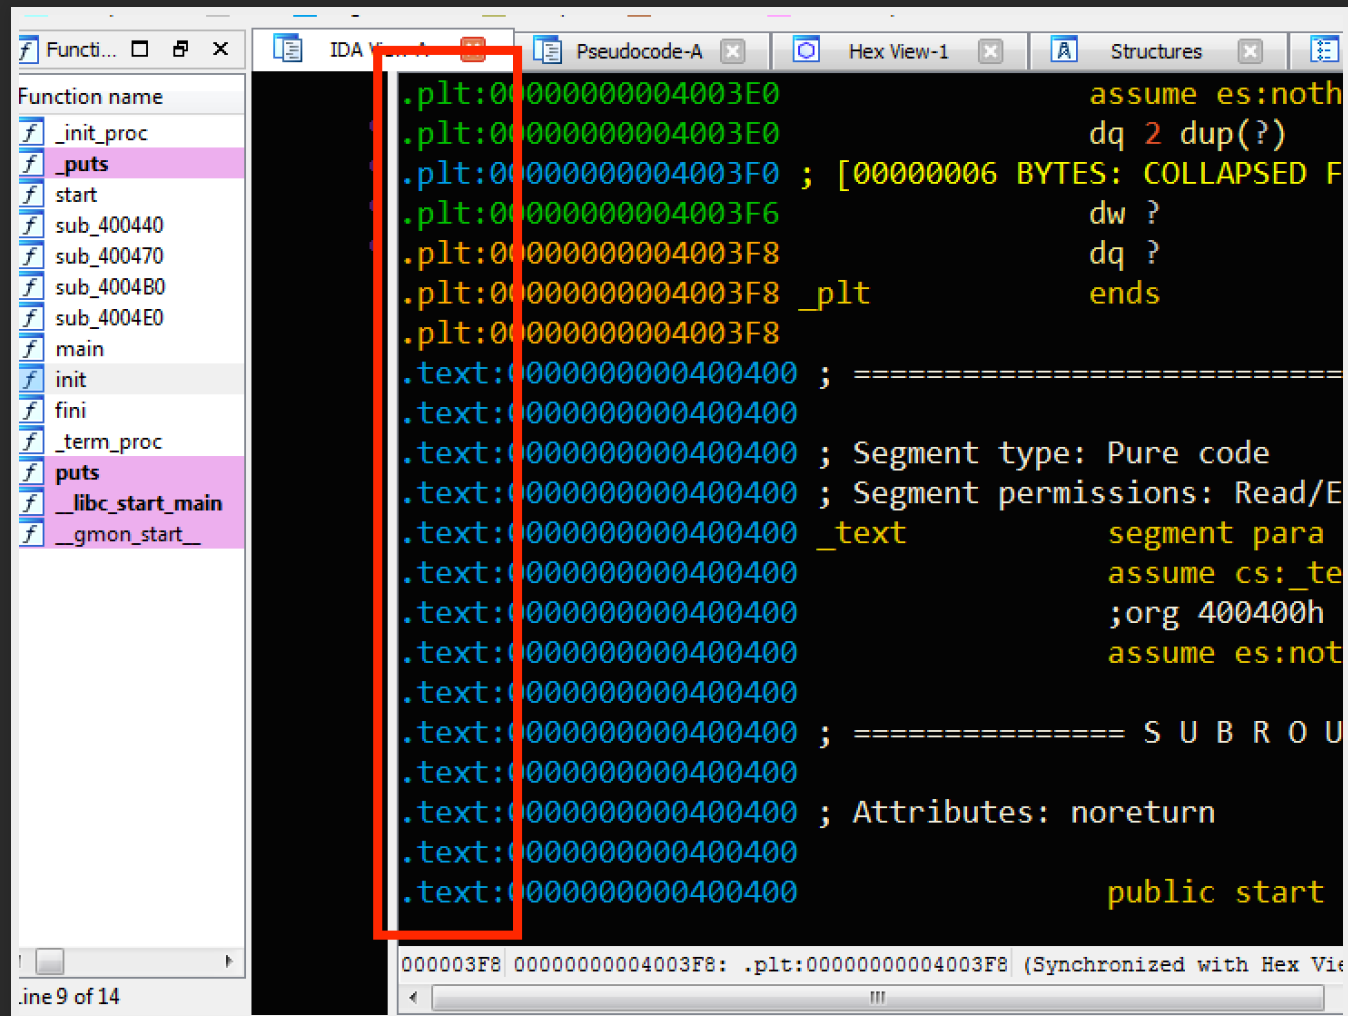 Functi...
IDA View-A
Pseudocode-A
Hex View-1
Structures
Function name
_init_proc
_puts
start
sub_400440
sub_400470
sub_4004B0
sub_4004E0
main
init
fini
_term_proc
puts
__libc_start_main
__gmon_start__
Line 9 of 14
.plt:00000000004003E0 assume es:noth
.plt:00000000004003E0 dq 2 dup(?)
.plt:00000000004003F0 ; [00000006 BYTES: COLLAPSED F
.plt:00000000004003F6 dw ?
.plt:00000000004003F8 dq ?
.plt:00000000004003F8 _plt ends
.plt:00000000004003F8
.text:0000000000400400 ; ===========================
.text:0000000000400400
.text:0000000000400400 ; Segment type: Pure code
.text:0000000000400400 ; Segment permissions: Read/E
.text:0000000000400400 _text segment para
.text:0000000000400400 assume cs:_te
.text:0000000000400400 ;org 400400h
.text:0000000000400400 assume es:not
.text:0000000000400400
.text:0000000000400400 ; =============== S U B R O U
.text:0000000000400400
.text:0000000000400400 ; Attributes: noreturn
.text:0000000000400400
.text:0000000000400400 public start
000003F8 00000000004003F8: .plt:00000000004003F8 (Synchronized with Hex Vie